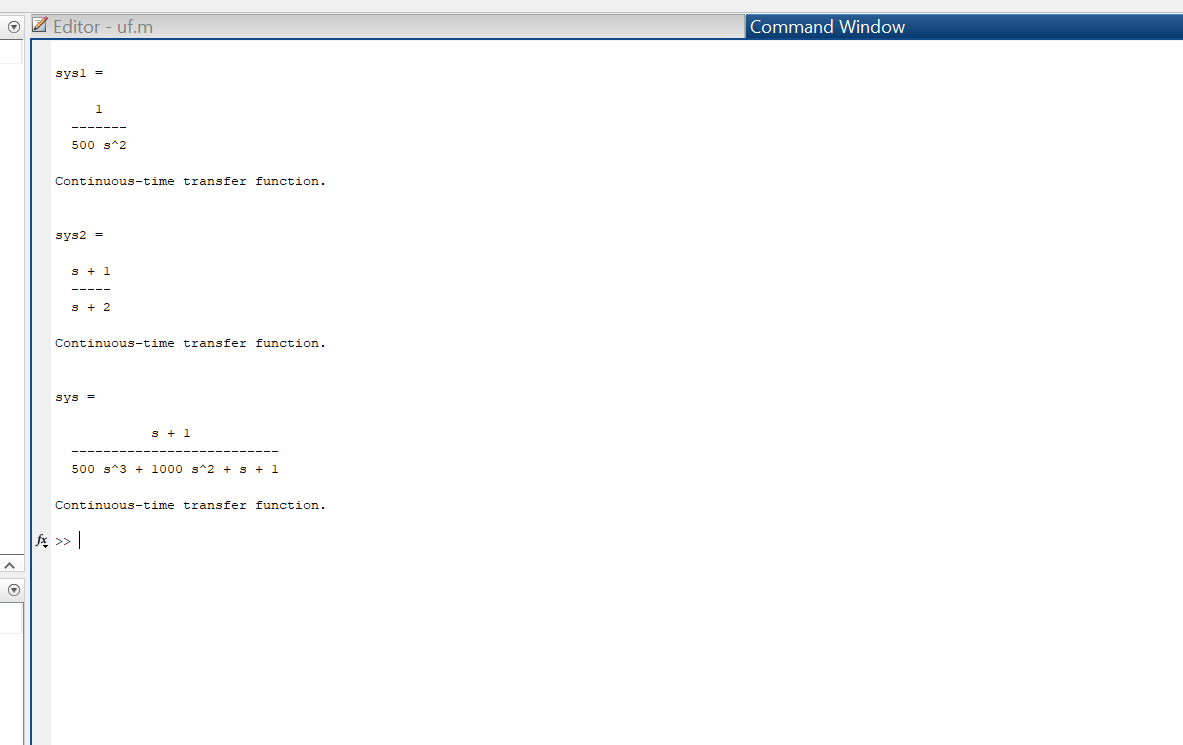 Editor - uf.m
Command Window
sys1 =
1
-------
500 s^2
Continuous-time transfer function.
sys2 =
s + 1
-----
s + 2
Continuous-time transfer function.
sys =
s + 1
--------------------------
500 s^3 + 1000 s^2 + s + 1
Continuous-time transfer function.
fx >>